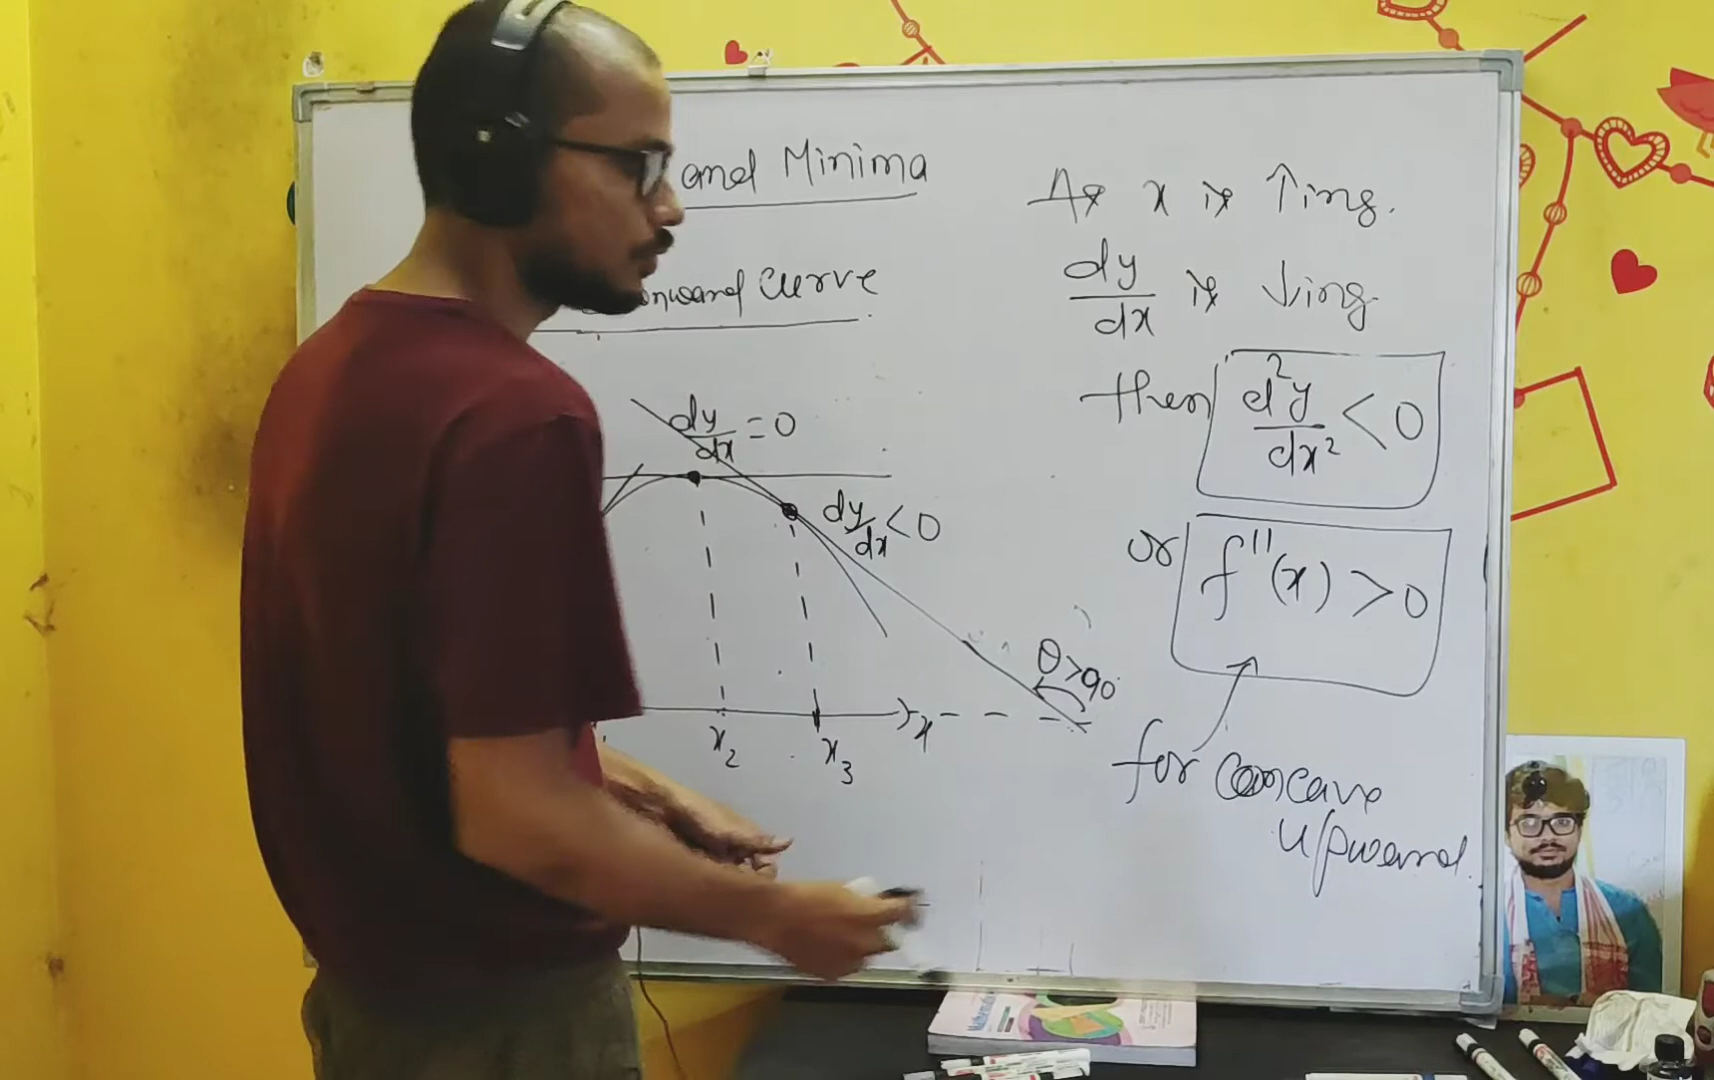 and Minima
Curve
As x is ↑ing.
dy/dx is ↓ing.
then d²y/dx² < 0
or f''(x) > 0
for concave
upward.
dy/dx = 0
dy/dx < 0
θ > 90
x₂
x₃
x